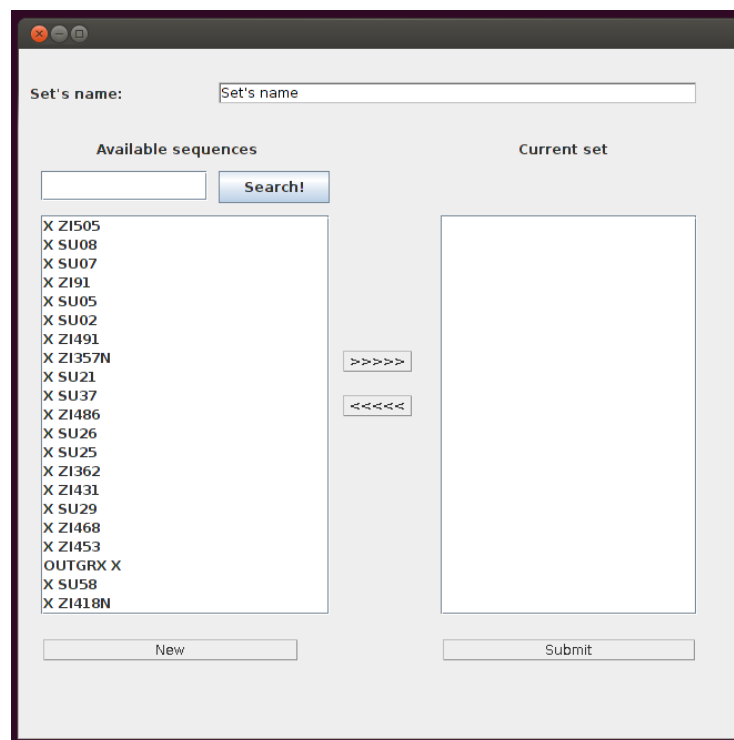 Set's name: Set's name
Available sequences Current set
Search!
X ZI505
X SU08
X SU07
X ZI91
X SU05
X SU02
X ZI491
X ZI357N
X SU21
X SU37
X ZI486
X SU26
X SU25
X ZI362
X ZI431
X SU29
X ZI468
X ZI453
OUTGRX X
X SU58
X ZI418N
>>>>>
<<<<<
New Submit